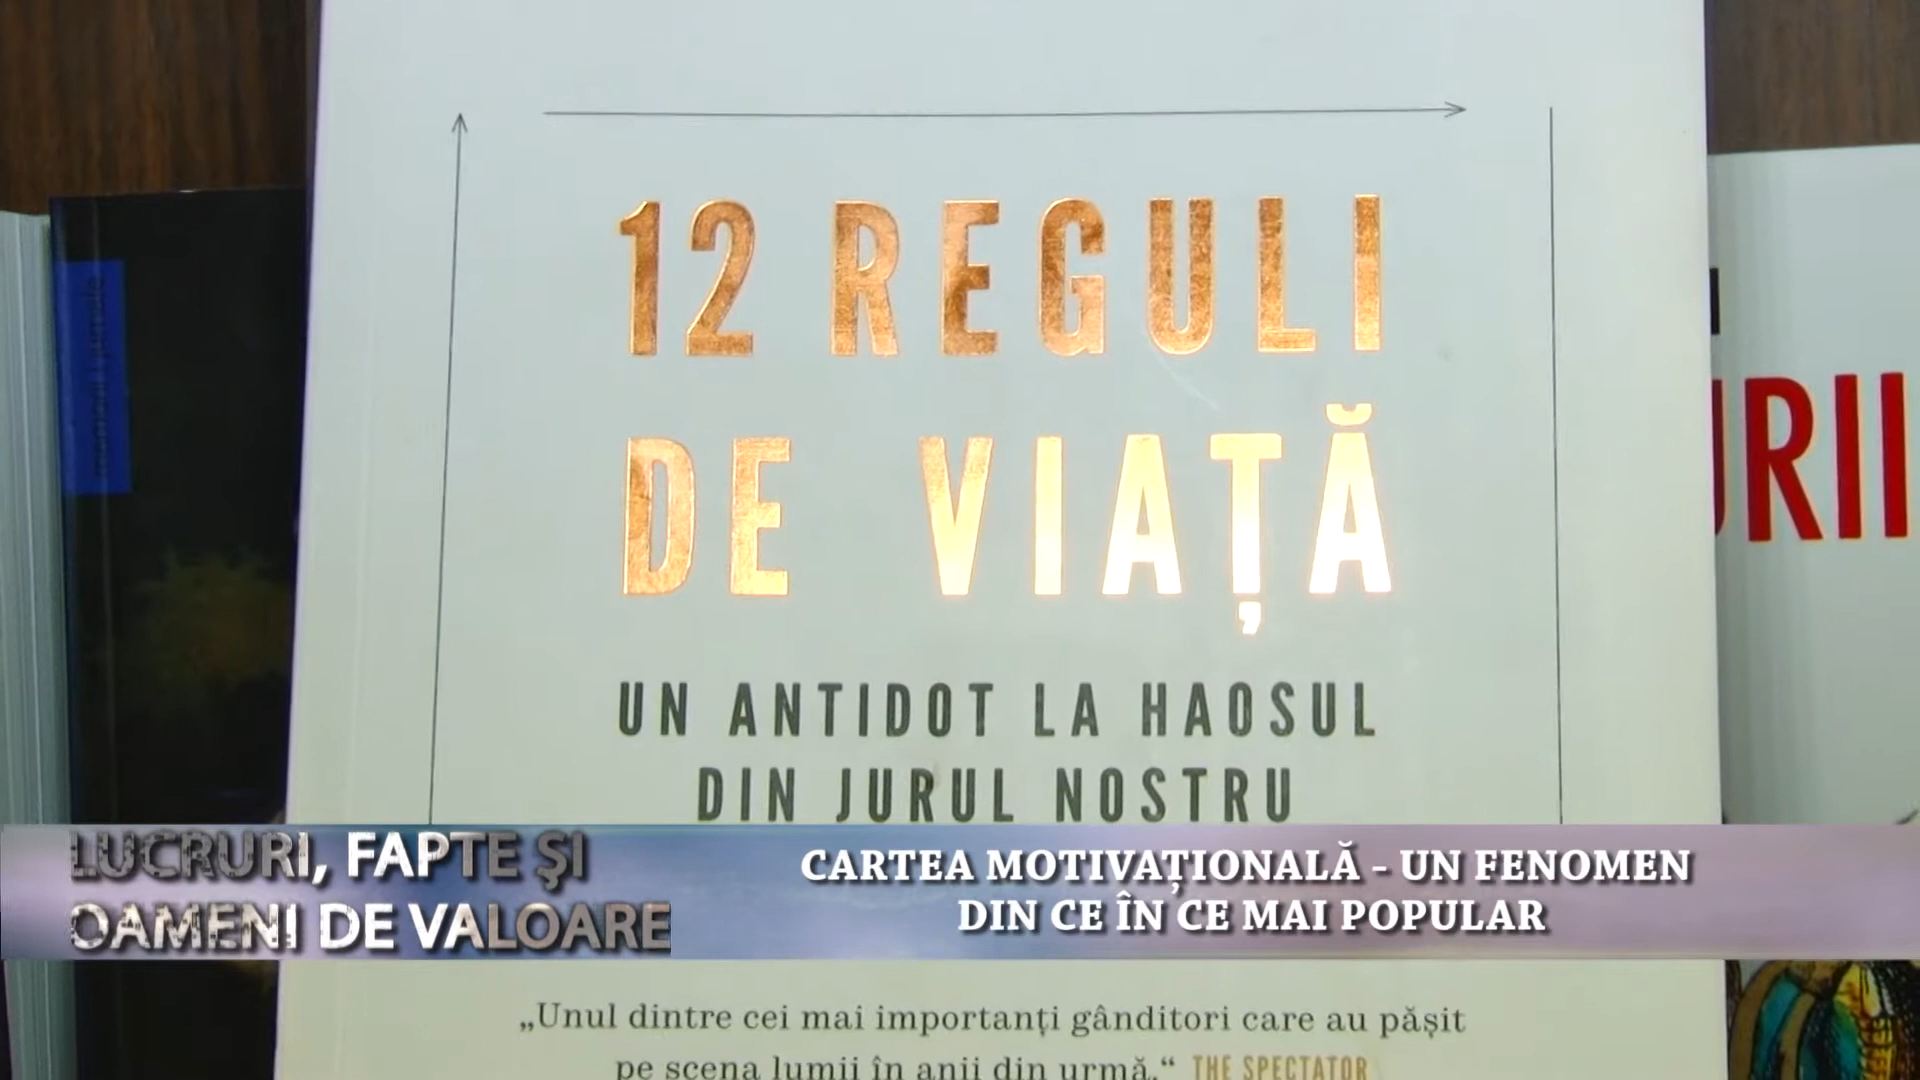 12 REGULI
DE VIAȚĂ
UN ANTIDOT LA HAOSUL
DIN JURUL NOSTRU
URII
LUCRURI, FAPTE ŞI
OAMENI DE VALOARE
CARTEA MOTIVAȚIONALĂ - UN FENOMEN
DIN CE ÎN CE MAI POPULAR
„Unul dintre cei mai importanți gânditori care au pășit
pe scena lumii în anii din urmă.“ THE SPECTATOR